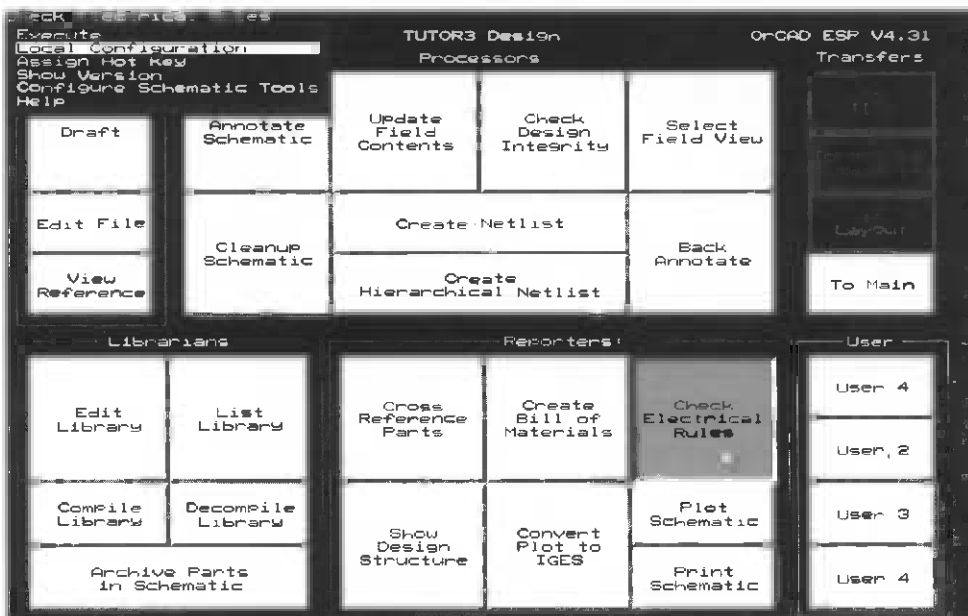 Execute
Local Configuration
Assign Hot Key
Show Version
Configure Schematic Tools
Help
TUTOR3 Design
OrCAD ESP V4.31
Processors
Transfers
Draft
Annotate
Schematic
Update
Field
Contents
Check
Design
Integrity
Select
Field View
Edit File
View
Reference
Cleanup
Schematic
Create Netlist
Create
Hierarchical Netlist
Back
Annotate
Layout
To Main
Librarians
Reporters
User
Edit
Library
List
Library
Cross
Reference
Parts
Create
Bill of
Materials
Check
Electrical
Rules
User 4
User 2
Compile
Library
Decompile
Library
Archive Parts
in Schematic
Show
Design
Structure
Convert
Plot to
IGES
Plot
Schematic
Print
Schematic
User 3
User 4